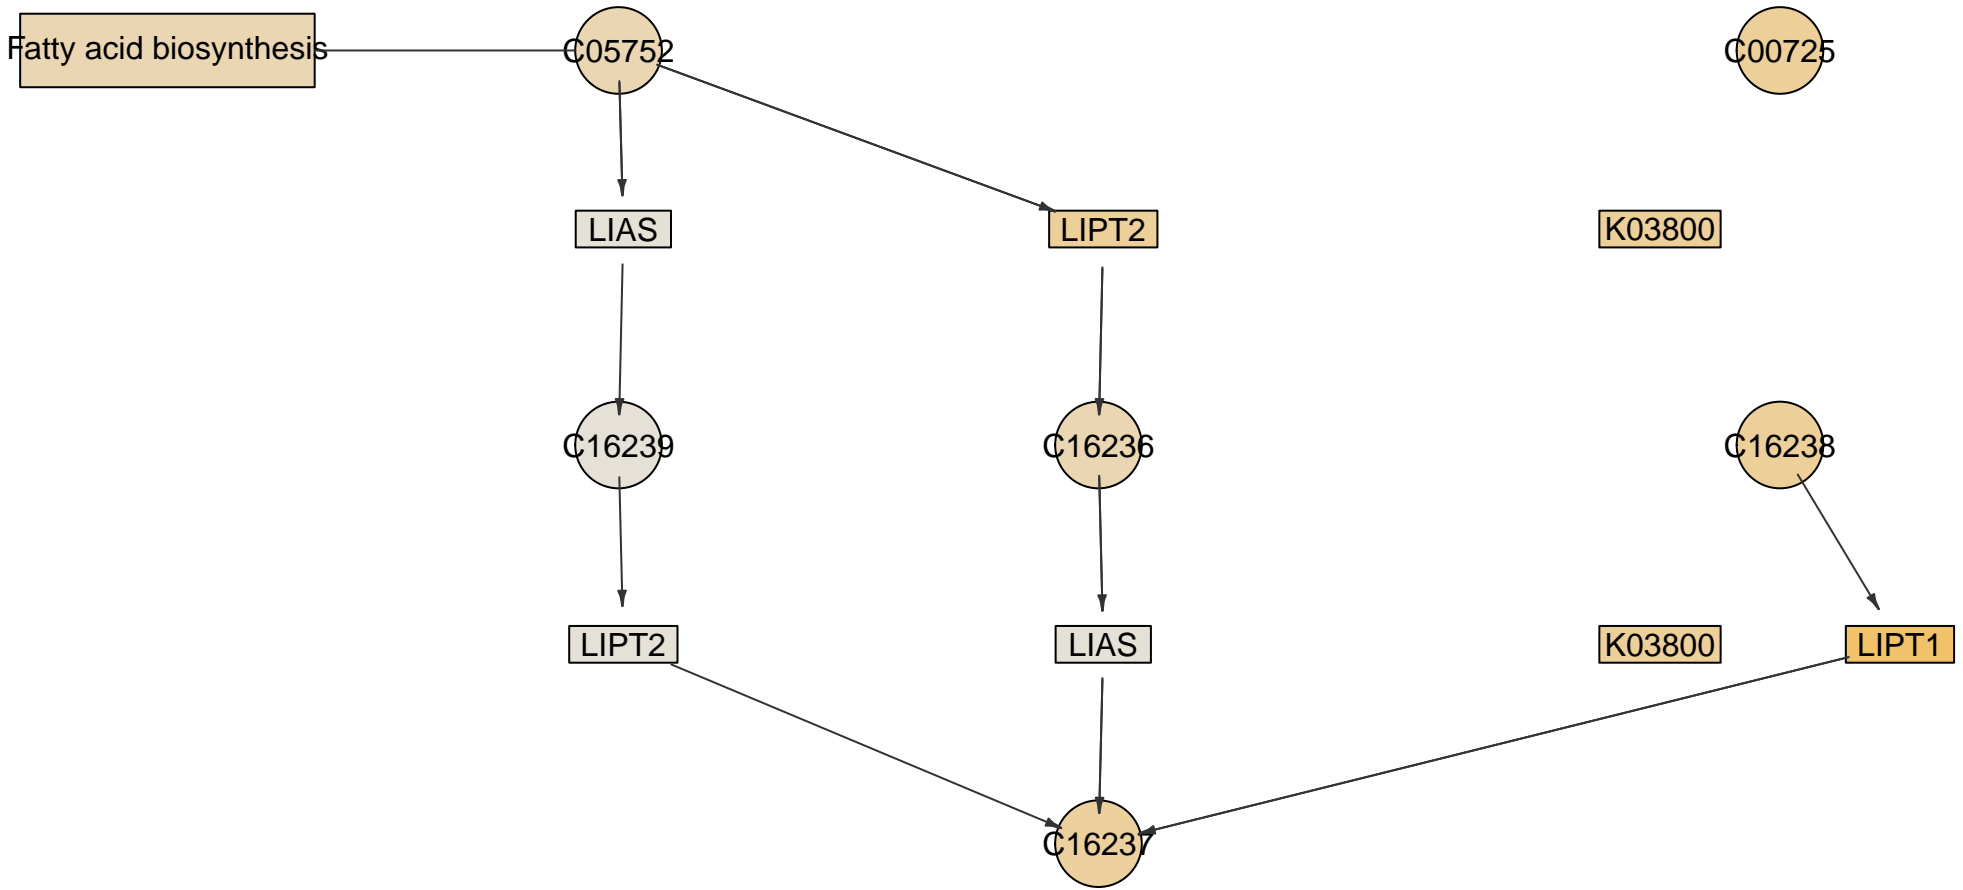 Fatty acid biosynthesis
C05752
C00725
LIAS
LIPT2
K03800
C16239
C16236
C16238
LIPT2
LIAS
K03800
LIPT1
C16237